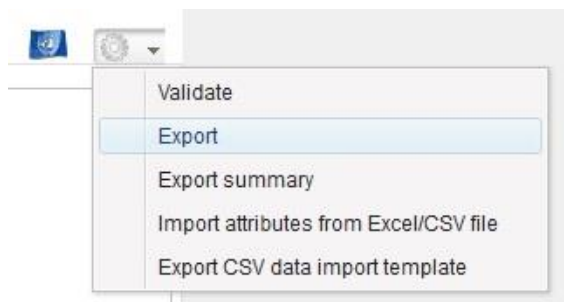 Validate
Export
Export summary
Import attributes from Excel/CSV file
Export CSV data import template